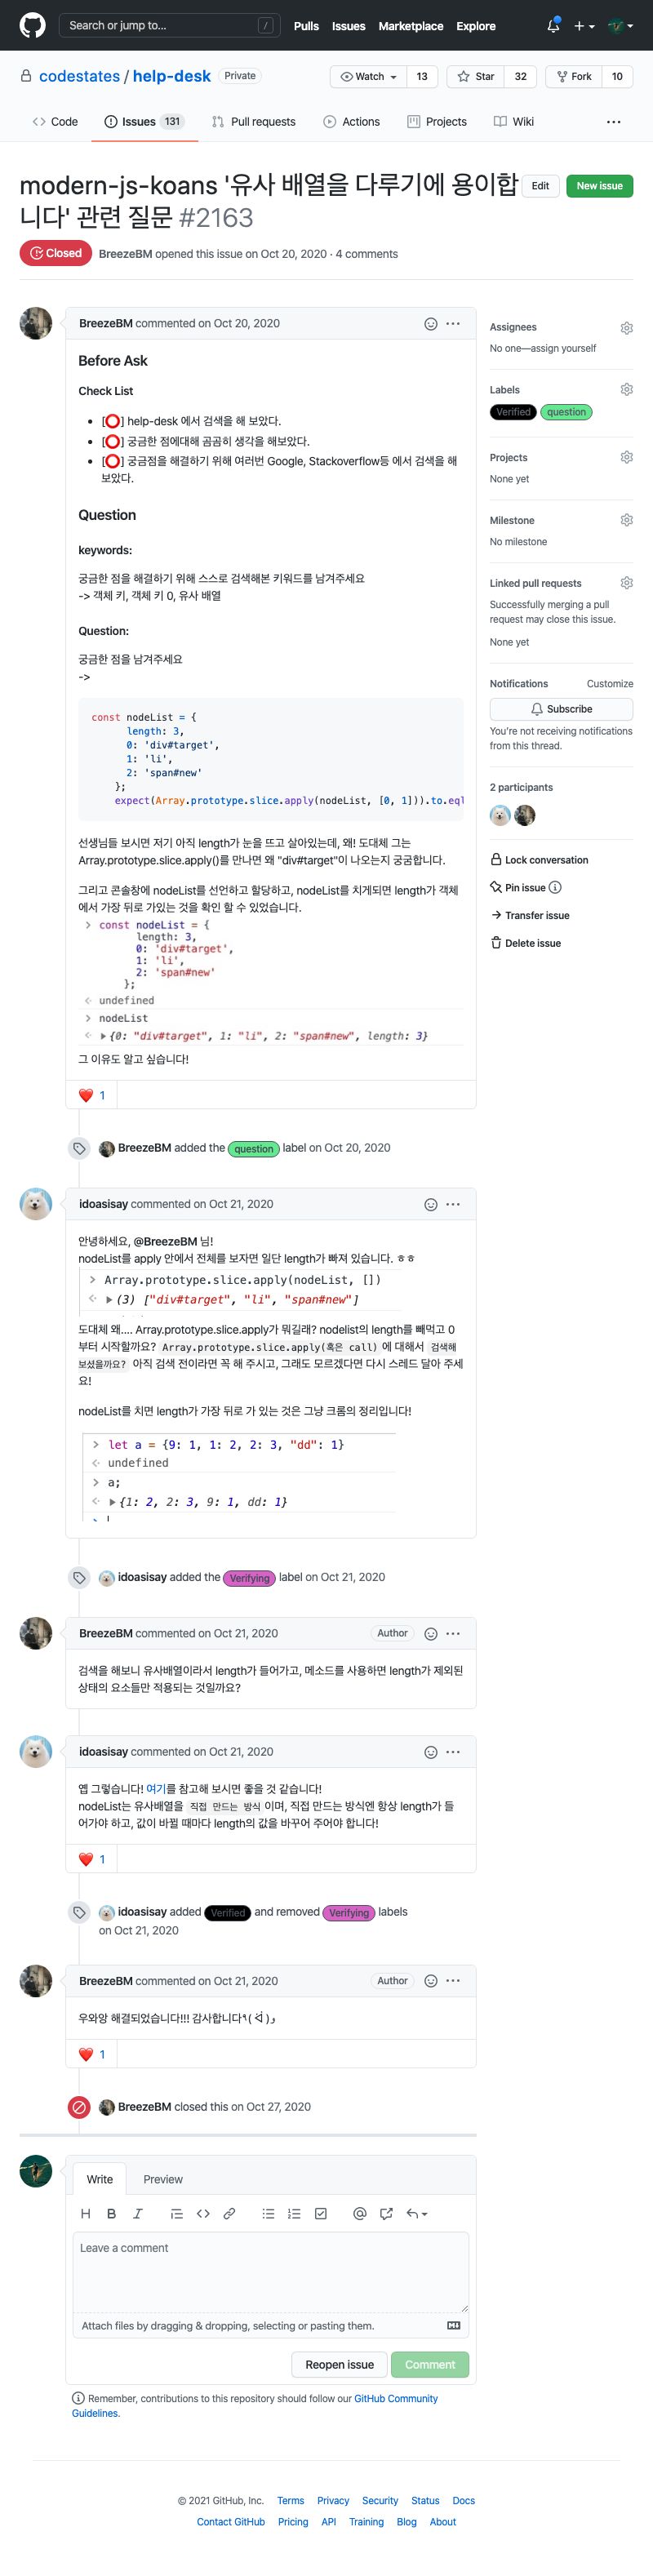 Search or jump to... / Pulls Issues Marketplace Explore
codestates / help-desk Private Watch 13 Star 32 Fork 10
Code Issues 131 Pull requests Actions Projects Wiki
modern-js-koans '유사 배열을 다루기에 용이합
니다' 관련 질문 #2163
Edit New issue
Closed BreezeBM opened this issue on Oct 20, 2020 · 4 comments
BreezeBM commented on Oct 20, 2020
Before Ask
Check List
[⭕] help-desk 에서 검색을 해 보았다.
[⭕] 궁금한 점에대해 곰곰히 생각을 해보았다.
[⭕] 궁금점을 해결하기 위해 여러번 Google, Stackoverflow등 에서 검색을 해
보았다.
Question
keywords:
궁금한 점을 해결하기 위해 스스로 검색해본 키워드를 남겨주세요
-> 객체 키, 객체 키 0, 유사 배열
Question:
궁금한 점을 남겨주세요
->
const nodeList = {
length: 3,
0: 'div#target',
1: 'li',
2: 'span#new'
};
expect(Array.prototype.slice.apply(nodeList, [0, 1])).to.eql
선생님들 보시면 저기 아직 length가 눈을 뜨고 살아있는데, 왜! 도대체 그는
Array.prototype.slice.apply()를 만나면 왜 "div#target"이 나오는지 궁금합니다.
그리고 콘솔창에 nodeList를 선언하고 할당하고, nodeList를 치게되면 length가 객체
에서 가장 뒤로 가있는 것을 확인 할 수 있었습니다.
> const nodeList = {
length: 3,
0: 'div#target',
1: 'li',
2: 'span#new'
};
undefined
> nodeList
{0: "div#target", 1: "li", 2: "span#new", length: 3}
그 이유도 알고 싶습니다!
❤️ 1
Assignees
No one—assign yourself
Labels
Verified question
Projects
None yet
Milestone
No milestone
Linked pull requests
Successfully merging a pull
request may close this issue.
None yet
Notifications Customize
Subscribe
You're not receiving notifications
from this thread.
2 participants
Lock conversation
Pin issue
Transfer issue
Delete issue
BreezeBM added the question label on Oct 20, 2020
idoasisay commented on Oct 21, 2020
안녕하세요, @BreezeBM 님!
nodeList를 apply 안에서 전체를 보자면 일단 length가 빠져 있습니다. ㅎㅎ
> Array.prototype.slice.apply(nodeList, [])
(3) ["div#target", "li", "span#new"]
도대체 왜.... Array.prototype.slice.apply가 뭐길래? nodelist의 length를 빼먹고 0
부터 시작할까요? Array.prototype.slice.apply(혹은 call) 에 대해서 검색해
보셨을까요? 아직 검색 전이라면 꼭 해 주시고, 그래도 모르겠다면 다시 스레드 달아 주세
요!
nodeList를 치면 length가 가장 뒤로 가 있는 것은 그냥 크롬의 정리입니다!
> let a = {9: 1, 1: 2, 2: 3, "dd": 1}
undefined
> a;
{1: 2, 2: 3, 9: 1, dd: 1}
idoasisay added the Verifying label on Oct 21, 2020
BreezeBM commented on Oct 21, 2020 Author
검색을 해보니 유사배열이라서 length가 들어가고, 메소드를 사용하면 length가 제외된
상태의 요소들만 적용되는 것일까요?
idoasisay commented on Oct 21, 2020
옙 그렇습니다! 여기를 참고해 보시면 좋을 것 같습니다!
nodeList는 유사배열을 직접 만드는 방식 이며, 직접 만드는 방식엔 항상 length가 들
어가야 하고, 값이 바뀔 때마다 length의 값을 바꾸어 주어야 합니다!
❤️ 1
idoasisay added Verified and removed Verifying labels
on Oct 21, 2020
BreezeBM commented on Oct 21, 2020 Author
우와앙 해결되었습니다!!! 감사합니다٩( ᐛ )و
❤️ 1
BreezeBM closed this on Oct 27, 2020
Write Preview
Leave a comment
Attach files by dragging & dropping, selecting or pasting them.
Reopen issue Comment
Remember, contributions to this repository should follow our GitHub Community
Guidelines.
© 2021 GitHub, Inc. Terms Privacy Security Status Docs
Contact GitHub Pricing API Training Blog About